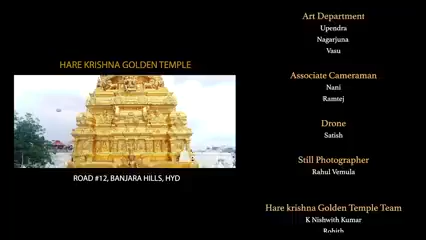 HARE KRISHNA GOLDEN TEMPLE
ROAD #12, BANJARA HILLS, HYD
Art Department
Upendra
Nagarjuna
Vasu
Associate Cameraman
Nani
Ramtej
Drone
Satish
Still Photographer
Rahul Vemula
Hare krishna Golden Temple Team
K Nishwith Kumar
Rohith